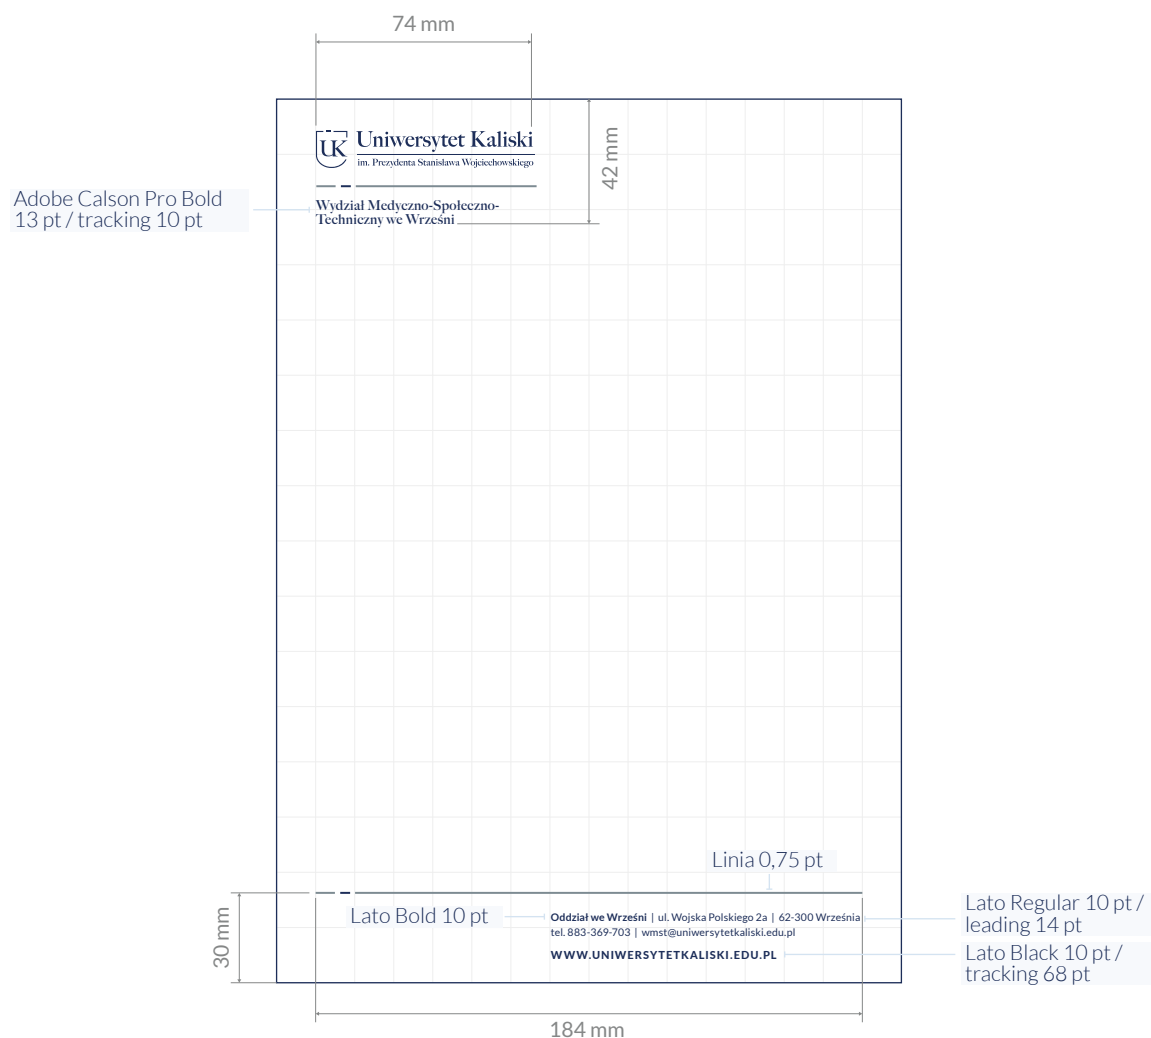 74 mm
UK
Uniwersytet Kaliski
im. Prezydenta Stanisława Wojciechowskiego
42 mm
Adobe Calson Pro Bold
13 pt / tracking 10 pt
Wydział Medyczno-Społeczno-
Techniczny we Wrześni
Linia 0,75 pt
30 mm
Lato Bold 10 pt
Oddział we Wrześni | ul. Wojska Polskiego 2a | 62-300 Września
tel. 883-369-703 | wmst@uniwersytetkaliski.edu.pl
WWW.UNIWERSYTETKALISKI.EDU.PL
Lato Regular 10 pt /
leading 14 pt
Lato Black 10 pt /
tracking 68 pt
184 mm